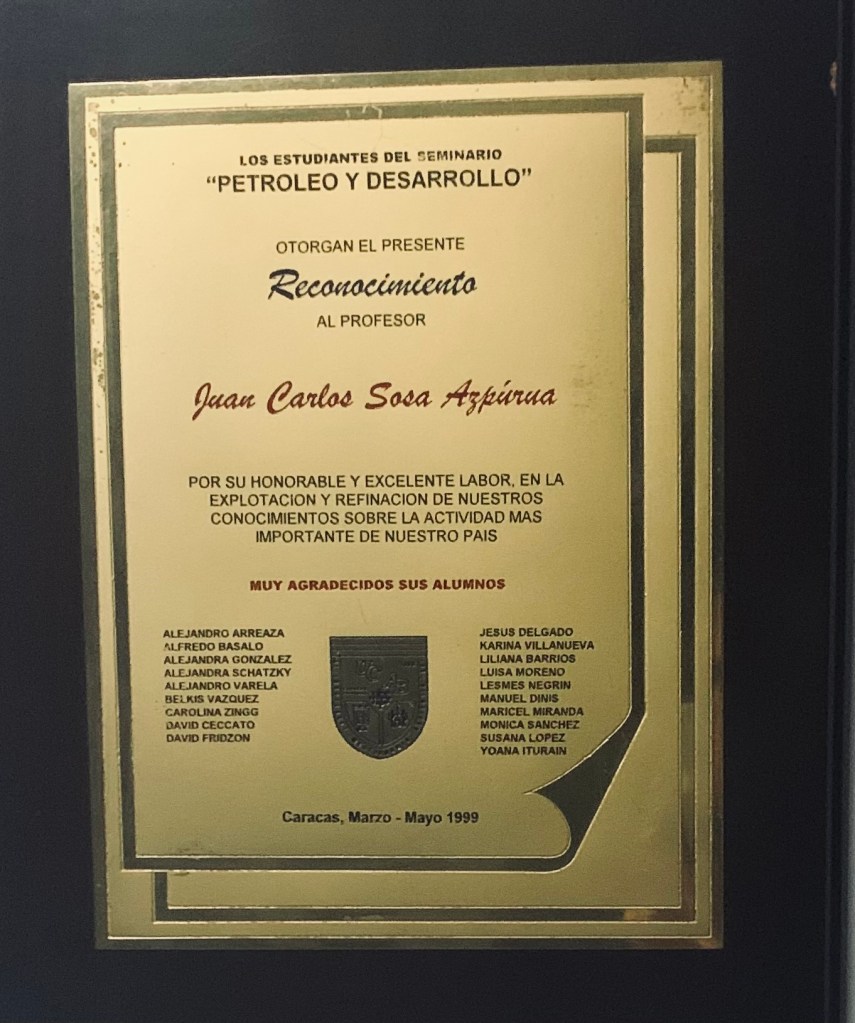 LOS ESTUDIANTES DEL SEMINARIO
“PETROLEO Y DESARROLLO”
OTORGAN EL PRESENTE
Reconocimiento
AL PROFESOR
Juan Carlos Sosa Azpúrua
POR SU HONORABLE Y EXCELENTE LABOR, EN LA
EXPLOTACION Y REFINACION DE NUESTROS
CONOCIMIENTOS SOBRE LA ACTIVIDAD MAS
IMPORTANTE DE NUESTRO PAIS
MUY AGRADECIDOS SUS ALUMNOS
ALEJANDRO ARREAZA
ALFREDO BASALO
ALEJANDRA GONZALEZ
ALEJANDRA SCHATZKY
ALEJANDRO VARELA
BELKIS VAZQUEZ
CAROLINA ZINGG
DAVID CECCATO
DAVID FRIDZON
JESUS DELGADO
KARINA VILLANUEVA
LILIANA BARRIOS
LUISA MORENO
LESMES NEGRIN
MANUEL DINIS
MARICEL MIRANDA
MONICA SANCHEZ
SUSANA LOPEZ
YOANA ITURAIN
Caracas, Marzo - Mayo 1999